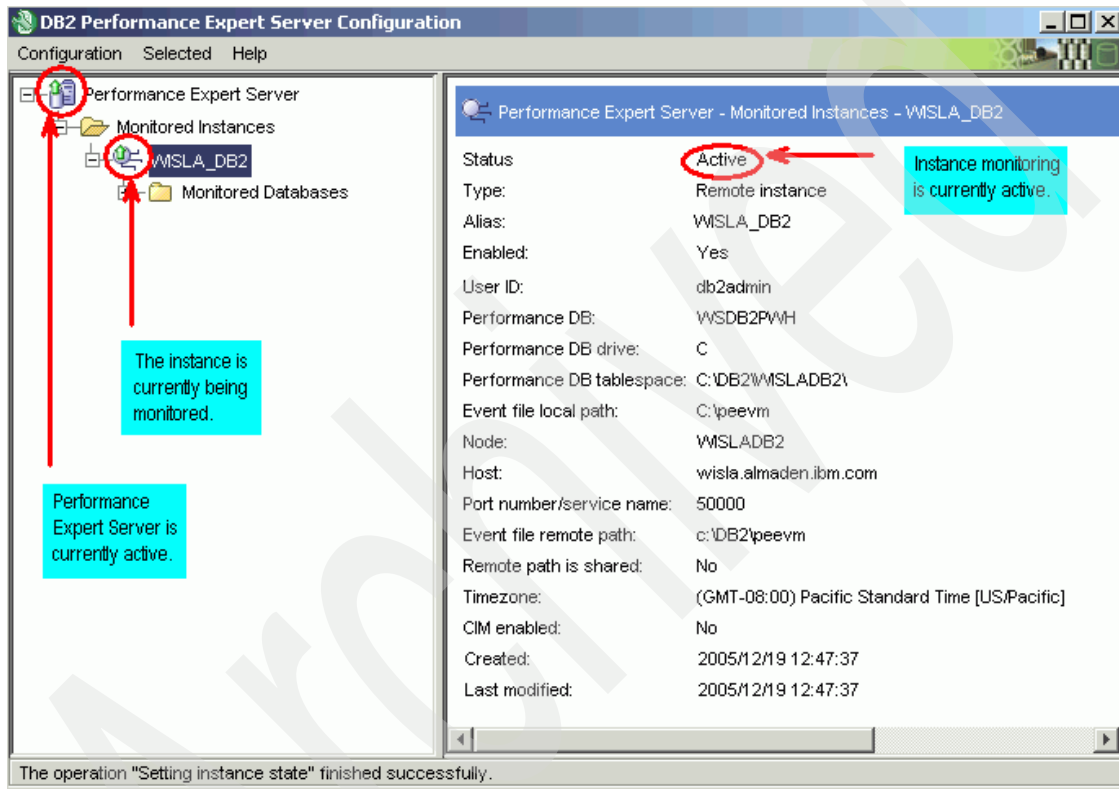 DB2 Performance Expert Server Configuration
Configuration Selected Help
Performance Expert Server
Monitored Instances
WISLA_DB2
Monitored Databases
The instance is
currently being
monitored.
Performance
Expert Server is
currently active.
Performance Expert Server - Monitored Instances - WISLA_DB2
Status Active
Type: Remote instance
Alias: WISLA_DB2
Enabled: Yes
User ID: db2admin
Performance DB: WSDB2PWH
Performance DB drive: C
Performance DB tablespace: C:\DB2\WISLADB2\
Event file local path: C:\peevm
Node: WISLADB2
Host: wisla.almaden.ibm.com
Port number/service name: 50000
Event file remote path: c:\DB2\peevm
Remote path is shared: No
Timezone: (GMT-08:00) Pacific Standard Time [US/Pacific]
CIM enabled: No
Created: 2005/12/19 12:47:37
Last modified: 2005/12/19 12:47:37
Instance monitoring
is currently active.
The operation "Setting instance state" finished successfully.
Archived